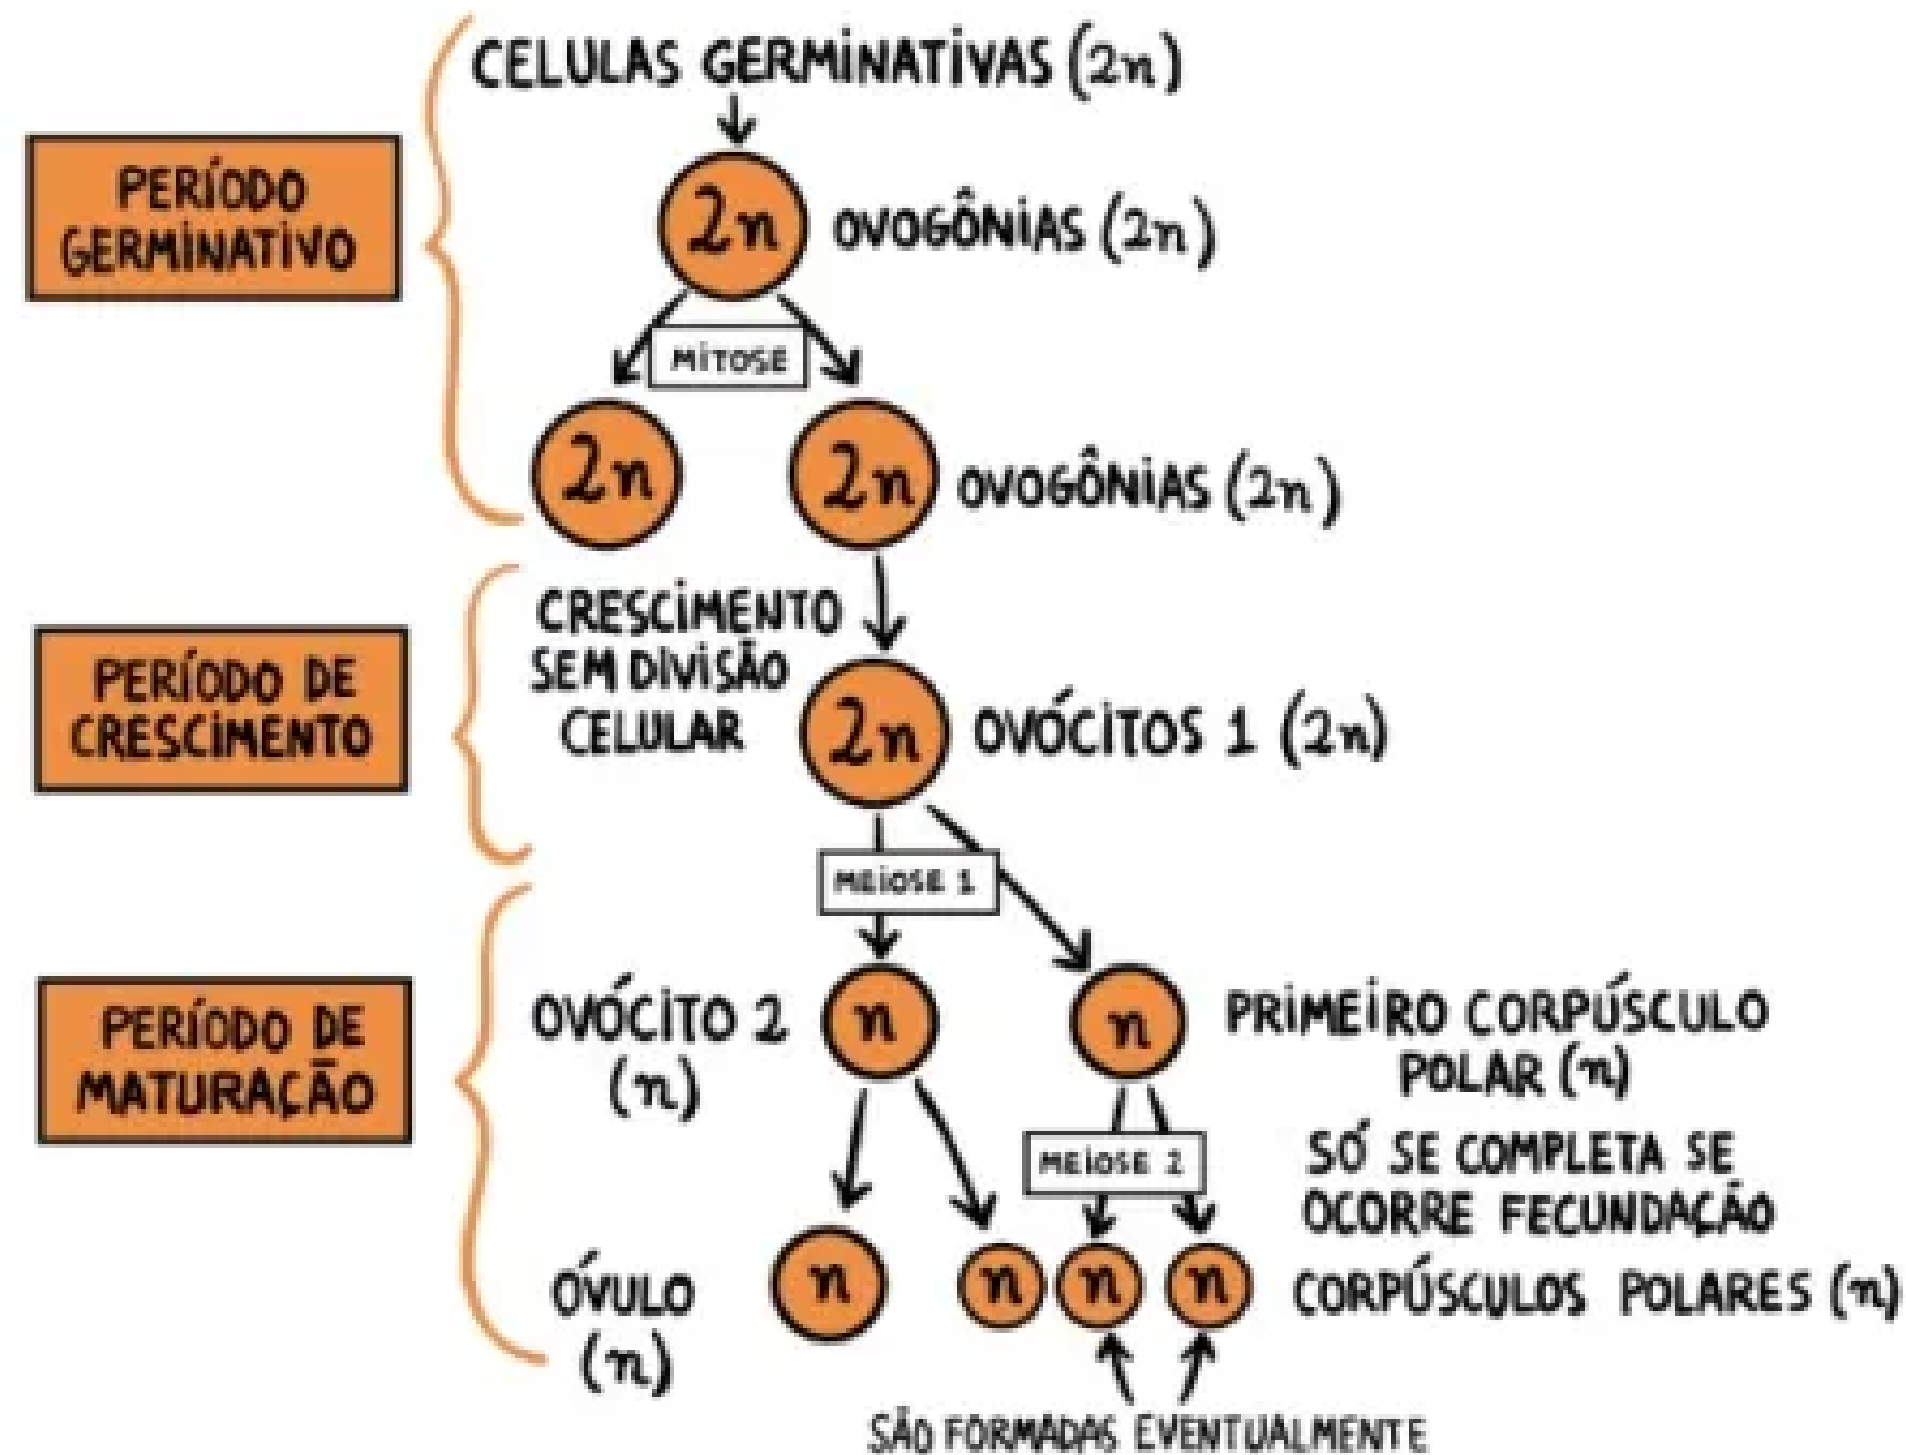 CELULAS GERMINATIVAS (2n)
PERÍODO
GERMINATIVO
2n
OVOGÔNIAS (2n)
MITOSE
2n
2n
OVOGÔNIAS (2n)
PERÍODO DE
CRESCIMENTO
CRESCIMENTO
SEM DIVISÃO
CELULAR
2n
OVÓCITOS 1 (2n)
MEIOSE 1
PERÍODO DE
MATURAÇÃO
OVÓCITO 2
(n)
n
n
PRIMEIRO CORPÚSCULO
POLAR (n)
MEIOSE 2
SÓ SE COMPLETA SE
OCORRE FECUNDAÇÃO
ÓVULO
(n)
n
n
n
n
CORPÚSCULOS POLARES (n)
SÃO FORMADAS EVENTUALMENTE